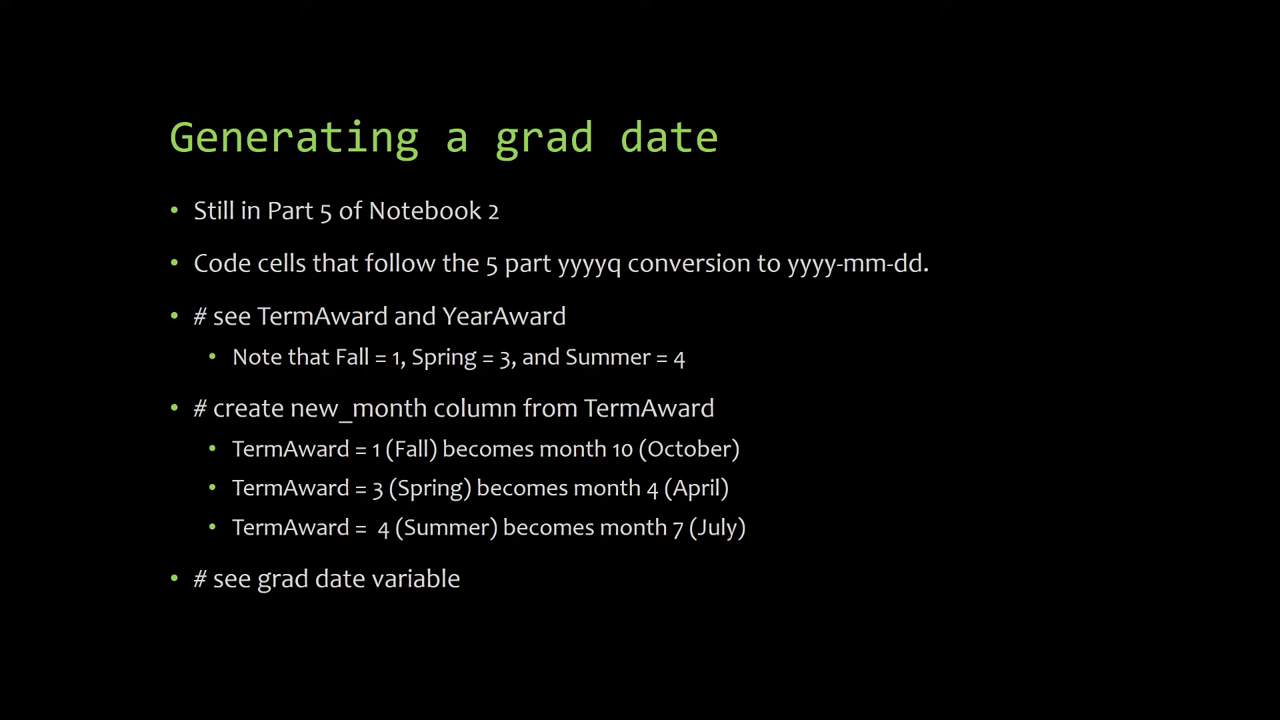 Generating a grad date
• Still in Part 5 of Notebook 2
• Code cells that follow the 5 part yyyyq conversion to yyyy-mm-dd.
• # see TermAward and YearAward
• Note that Fall = 1, Spring = 3, and Summer = 4
• # create new_month column from TermAward
• TermAward = 1 (Fall) becomes month 10 (October)
• TermAward = 3 (Spring) becomes month 4 (April)
• TermAward =  4 (Summer) becomes month 7 (July)
• # see grad date variable